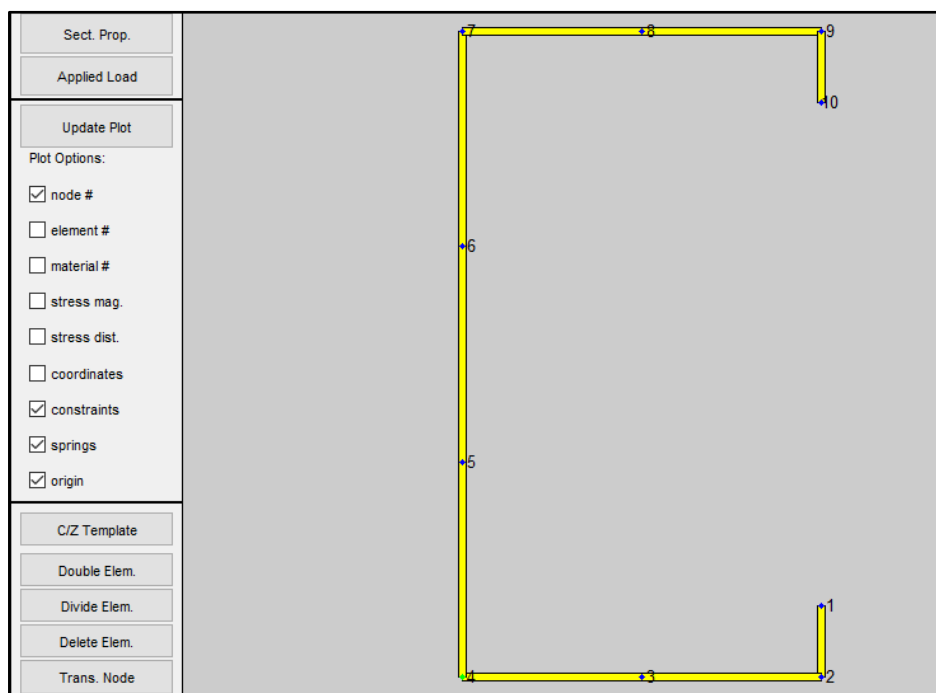 Sect. Prop.
Applied Load
Update Plot
Plot Options:
node #
element #
material #
stress mag.
stress dist.
coordinates
constraints
springs
origin
C/Z Template
Double Elem.
Divide Elem.
Delete Elem.
Trans. Node
7 8 9
10
6
5
1
4 3 2